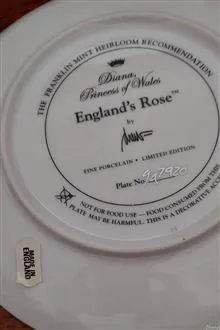 THE FRANKLIN MINT HEIRLOOM RECOMMENDATION
Diana,
Princess of Wales
England's Rose™
by
FINE PORCELAIN • LIMITED EDITION
Plate No.
NOT FOR FOOD USE — FOOD CONSUMED FROM THIS
PLATE MAY BE HARMFUL. THIS IS A DECORATIVE
MADE IN
ENGLAND